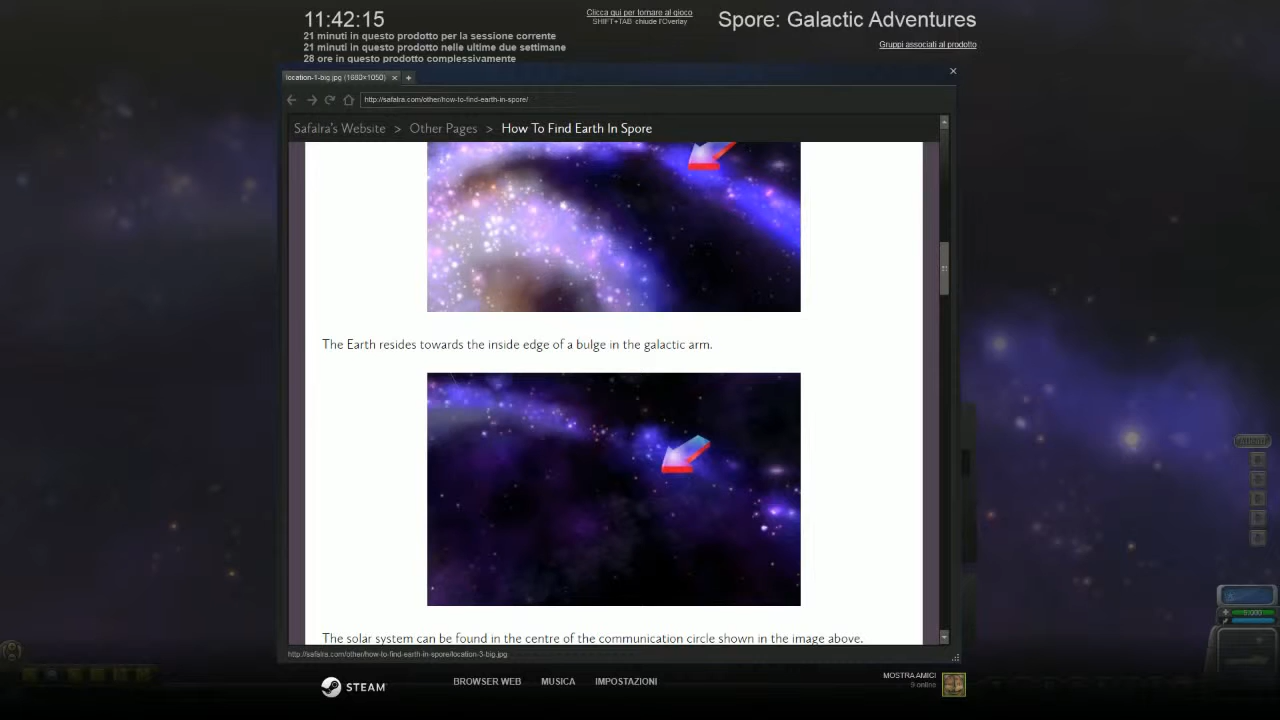 11:42:15
21 minuti in questo prodotto per la sessione corrente
21 minuti in questo prodotto nelle ultime due settimane
28 ore in questo prodotto complessivamente
Clicca qui per tornare al gioco
SHIFT+TAB chiude l'Overlay
Spore: Galactic Adventures
Gruppi associati al prodotto
location-1-big.jpg (1680×1050)
http://safalra.com/other/how-to-find-earth-in-spore/
Safalra's Website > Other Pages > How To Find Earth In Spore
The Earth resides towards the inside edge of a bulge in the galactic arm.
The solar system can be found in the centre of the communication circle shown in the image above.
http://safalra.com/other/how-to-find-earth-in-spore/location-3-big.jpg
STEAM
BROWSER WEB MUSICA IMPOSTAZIONI
MOSTRA AMICI
9 online